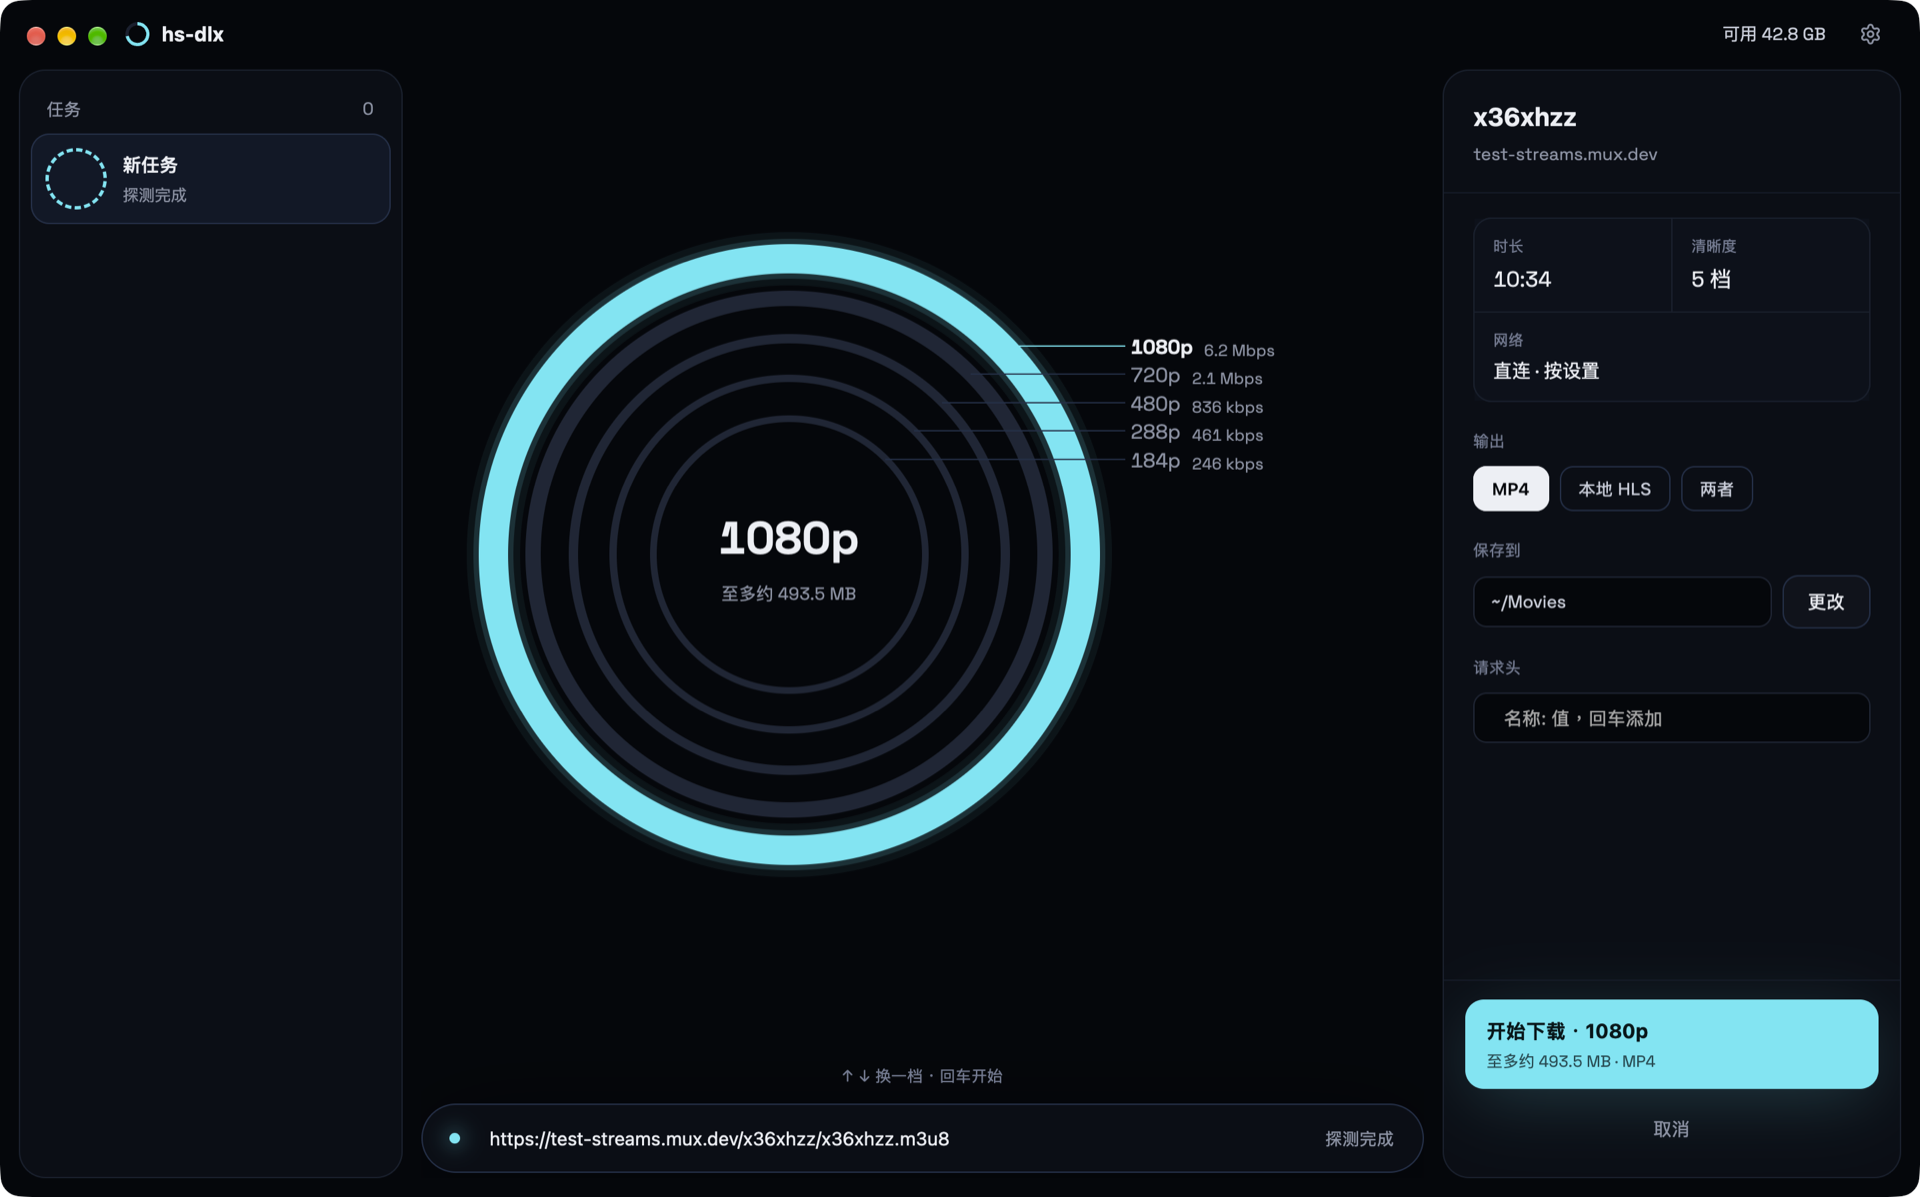 hs-dlx
可用 42.8 GB
任务
0
新任务
探测完成
1080p 6.2 Mbps
720p 2.1 Mbps
480p 836 kbps
288p 461 kbps
184p 246 kbps
1080p
至多约 493.5 MB
↑ ↓ 换一档 · 回车开始
https://test-streams.mux.dev/x36xhzz/x36xhzz.m3u8
探测完成
x36xhzz
test-streams.mux.dev
时长
10:34
清晰度
5 档
网络
直连 · 按设置
输出
MP4
本地 HLS
两者
保存到
~/Movies
更改
请求头
名称: 值，回车添加
开始下载 · 1080p
至多约 493.5 MB · MP4
取消